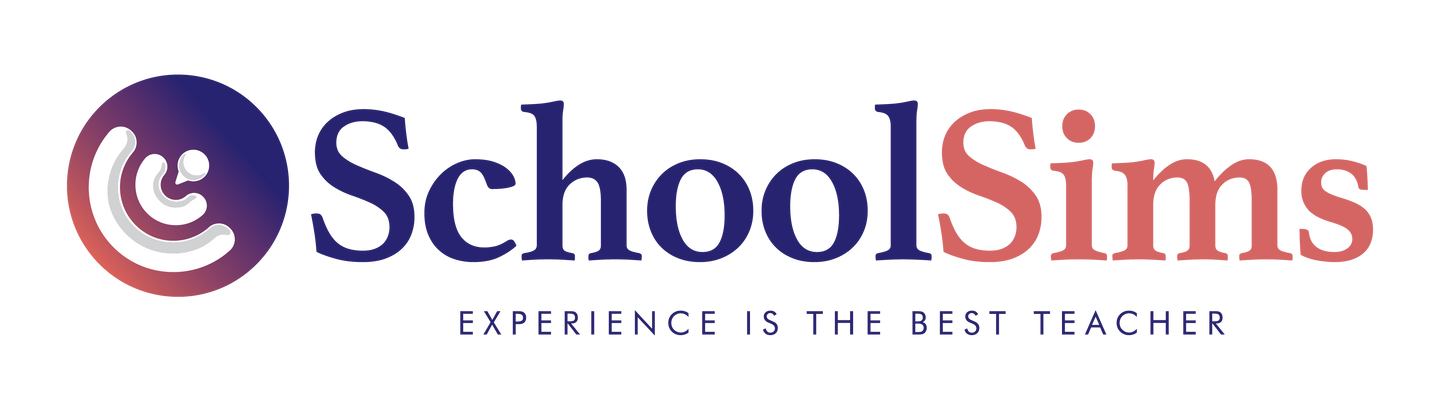 SchoolSims
EXPERIENCE IS THE BEST TEACHER